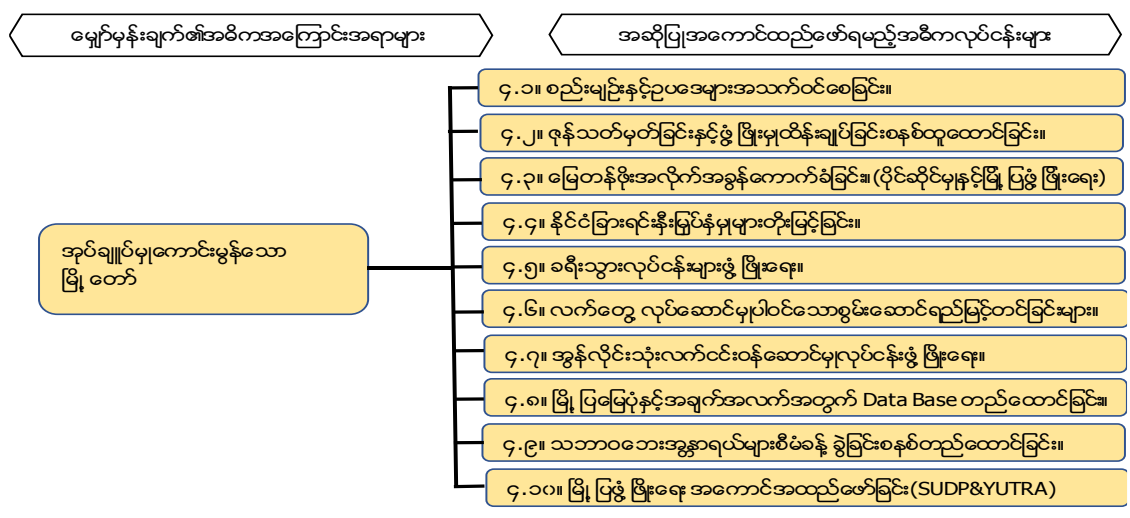 မျှော်မှန်းချက်၏အဓိကအကြောင်းအရာများ
အဆိုပြုအကောင်ထည်ဖော်ရမည့်အဓိကလုပ်ငန်းများ
၄.၁။ စည်းမျဉ်းနှင့်ဥပဒေများအသက်ဝင်စေခြင်း။
၄.၂။ ဇုန်သတ်မှတ်ခြင်းနှင့်ဖွံ့ဖြိုးမှုထိန်းချုပ်ခြင်းစနစ်ထူထောင်ခြင်း။
၄.၃။ မြေတန်ဖိုးအလိုက်အခွန်ကောက်ခံခြင်း။(ပိုင်ဆိုင်မှုနှင့်မြို့ပြဖွံ့ဖြိုးရေး)
၄.၄။ နိုင်ငံခြားရင်းနှီးမြှပ်နှံမှုများတိုးမြင့်ခြင်း။
အုပ်ချူပ်မှုကောင်းမွန်သော
မြို့တော်
၄.၅။ ခရီးသွားလုပ်ငန်းများဖွံ့ဖြိုးရေး။
၄.၆။ လက်တွေ့လုပ်ဆောင်မှုပါဝင်သောစွမ်းဆောင်ရည်မြင့်တင်ခြင်းများ။
၄.၇။ အွန်လိုင်းသုံးလက်ငင်းဝန်ဆောင်မှုလုပ်ငန်းဖွံ့ဖြိုးရေး။
၄.၈။ မြို့ပြမြေပုံနှင့်အချက်အလက်အတွက် Data Base တည်ထောင်ခြင်း။
၄.၉။ သဘာဝဘေးအန္တာရယ်များစီမံခန့်ခွဲခြင်းစနစ်တည်ထောင်ခြင်း။
၄.၁၀။ မြို့ပြဖွံ့ဖြိုးရေး အကောင်အထည်ဖော်ခြင်း(SUDP&YUTRA)